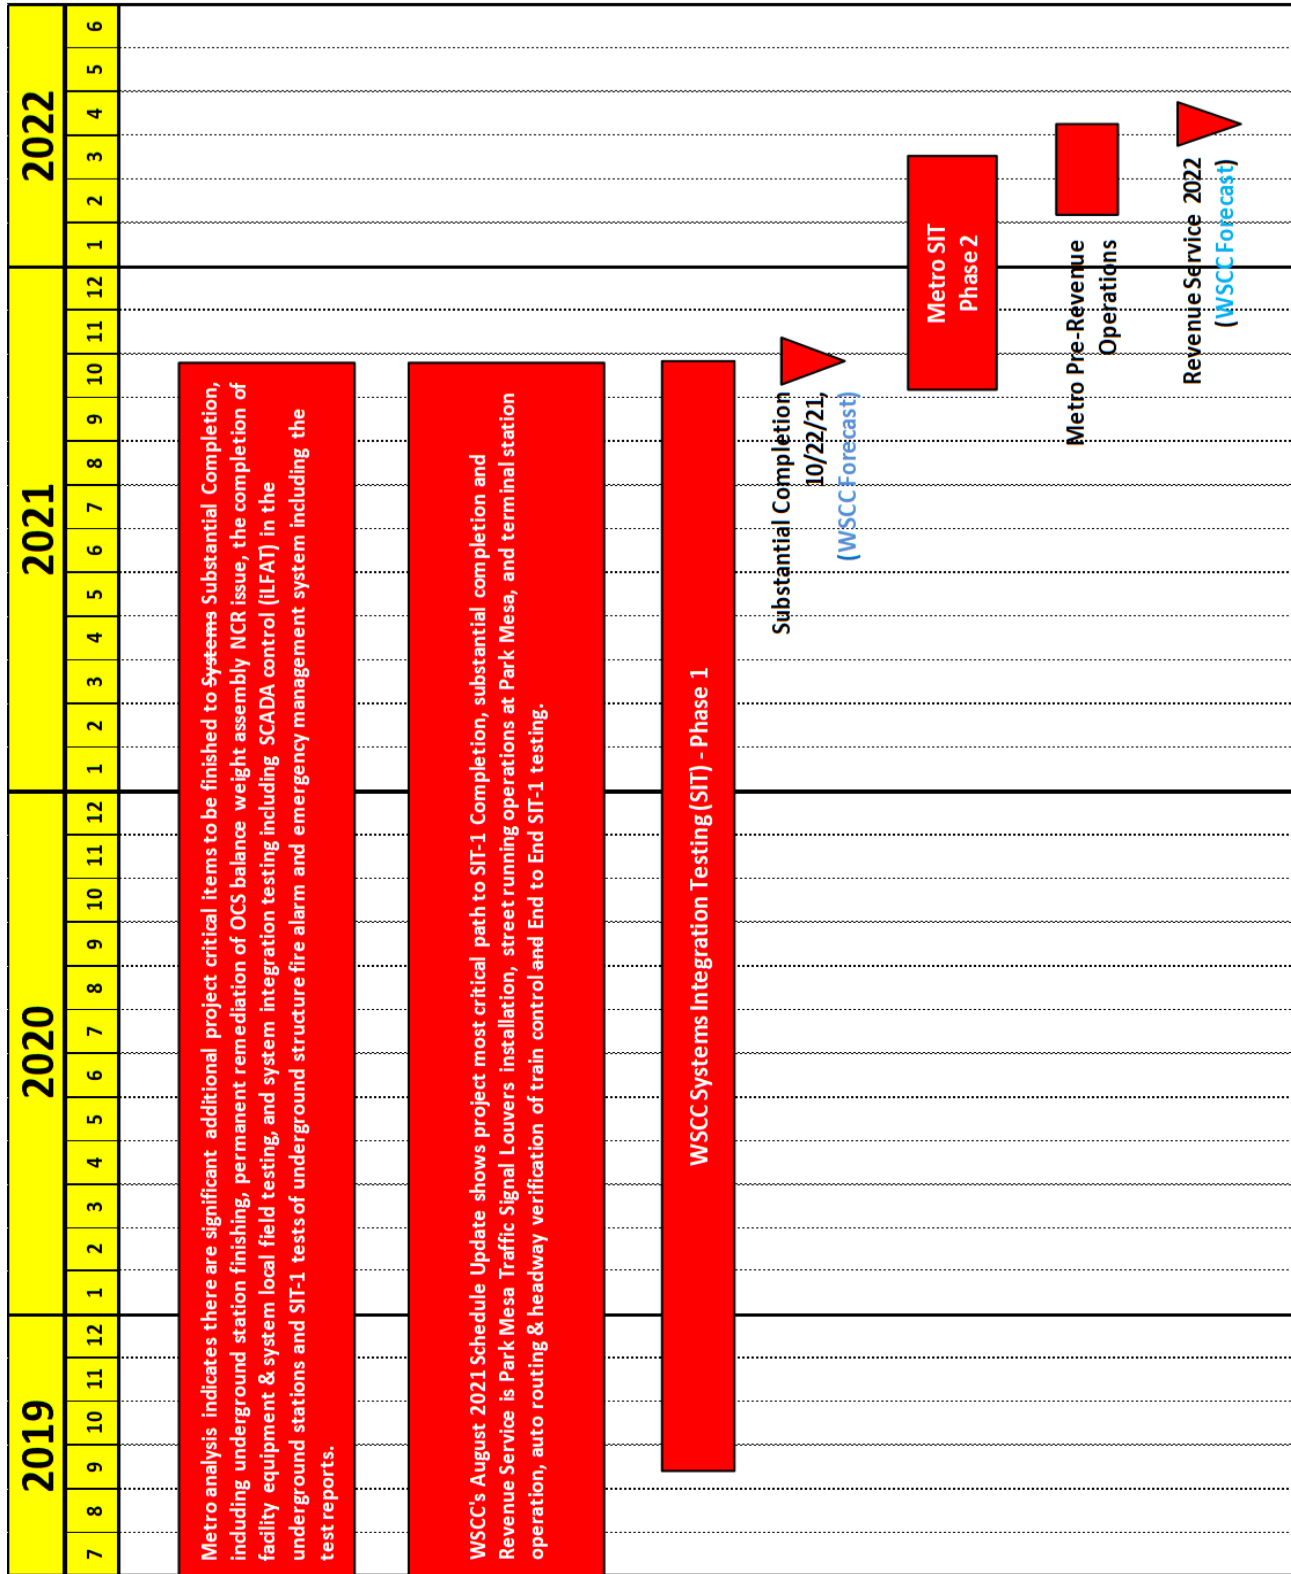 2019 2020 2021 2022
7 8 9 10 11 12 1 2 3 4 5 6 7 8 9 10 11 12 1 2 3 4 5 6 7 8 9 10 11 12 1 2 3 4 5 6
Metro analysis indicates there are significant additional project critical items to be finished to Systems Substantial Completion,
including underground station finishing, permanent remediation of OCS balance weight assembly NCR issue, the completion of
facility equipment & system local field testing, and system integration testing including SCADA control (iLFAT) in the
underground stations and SIT-1 tests of underground structure fire alarm and emergency management system including the
test reports.
WSCC's August 2021 Schedule Update shows project most critical path to SIT-1 Completion, substantial completion and
Revenue Service is Park Mesa Traffic Signal Louvers installation, street running operations at Park Mesa, and terminal station
operation, auto routing & headway verification of train control and End to End SIT-1 testing.
WSCC Systems Integration Testing (SIT) - Phase 1
Substantial Completion
10/22/21,
(WSCC Forecast)
Metro SIT
Phase 2
Metro Pre-Revenue
Operations
Revenue Service 2022
(WSCC Forecast)